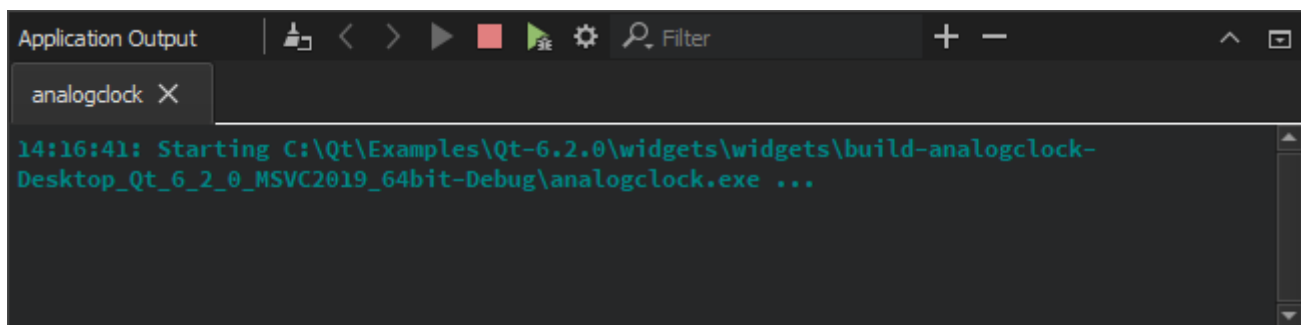 Application Output
Filter
analogclock
14:16:41: Starting C:\Qt\Examples\Qt-6.2.0\widgets\widgets\build-analogclock-
Desktop_Qt_6_2_0_MSVC2019_64bit-Debug\analogclock.exe ...